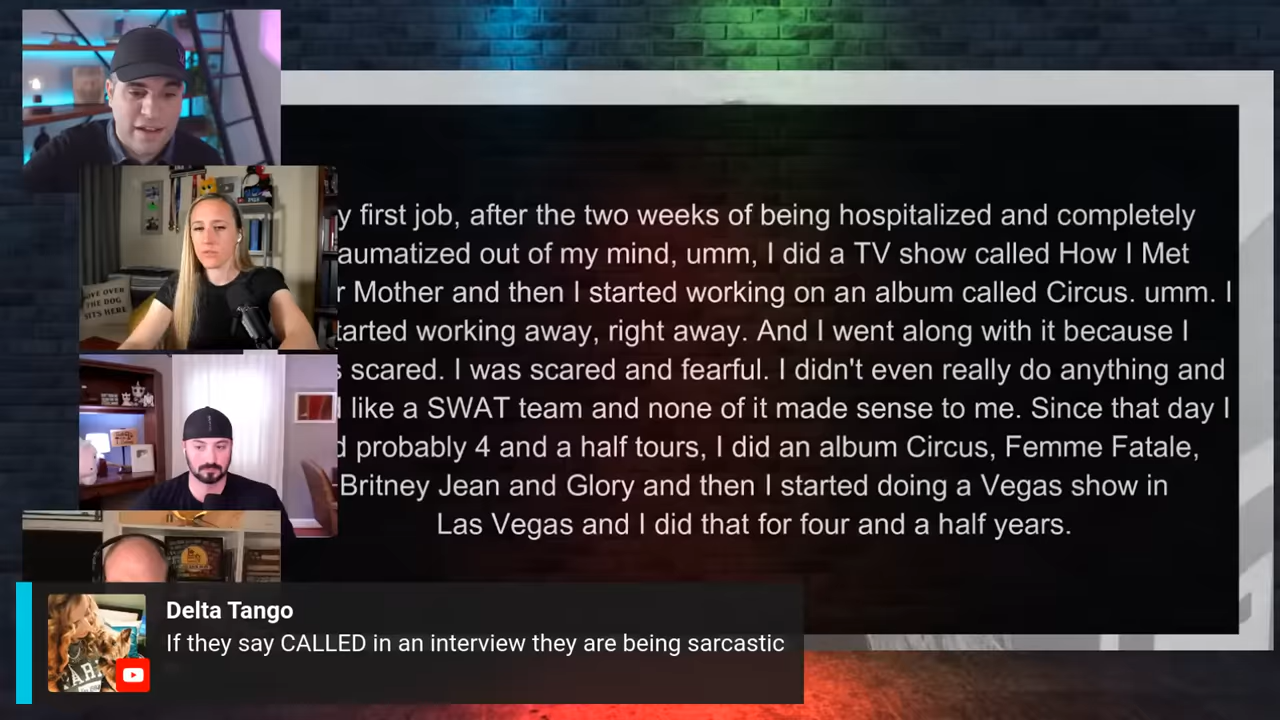 y first job, after the two weeks of being hospitalized and completely
aumatized out of my mind, umm, I did a TV show called How I Met
r Mother and then I started working on an album called Circus. umm. I
tarted working away, right away. And I went along with it because I
s scared. I was scared and fearful. I didn't even really do anything and
like a SWAT team and none of it made sense to me. Since that day I
d probably 4 and a half tours, I did an album Circus, Femme Fatale,
-Britney Jean and Glory and then I started doing a Vegas show in
Las Vegas and I did that for four and a half years.
OVE OVER
THE DOG
SITS HERE
Delta Tango
If they say CALLED in an interview they are being sarcastic